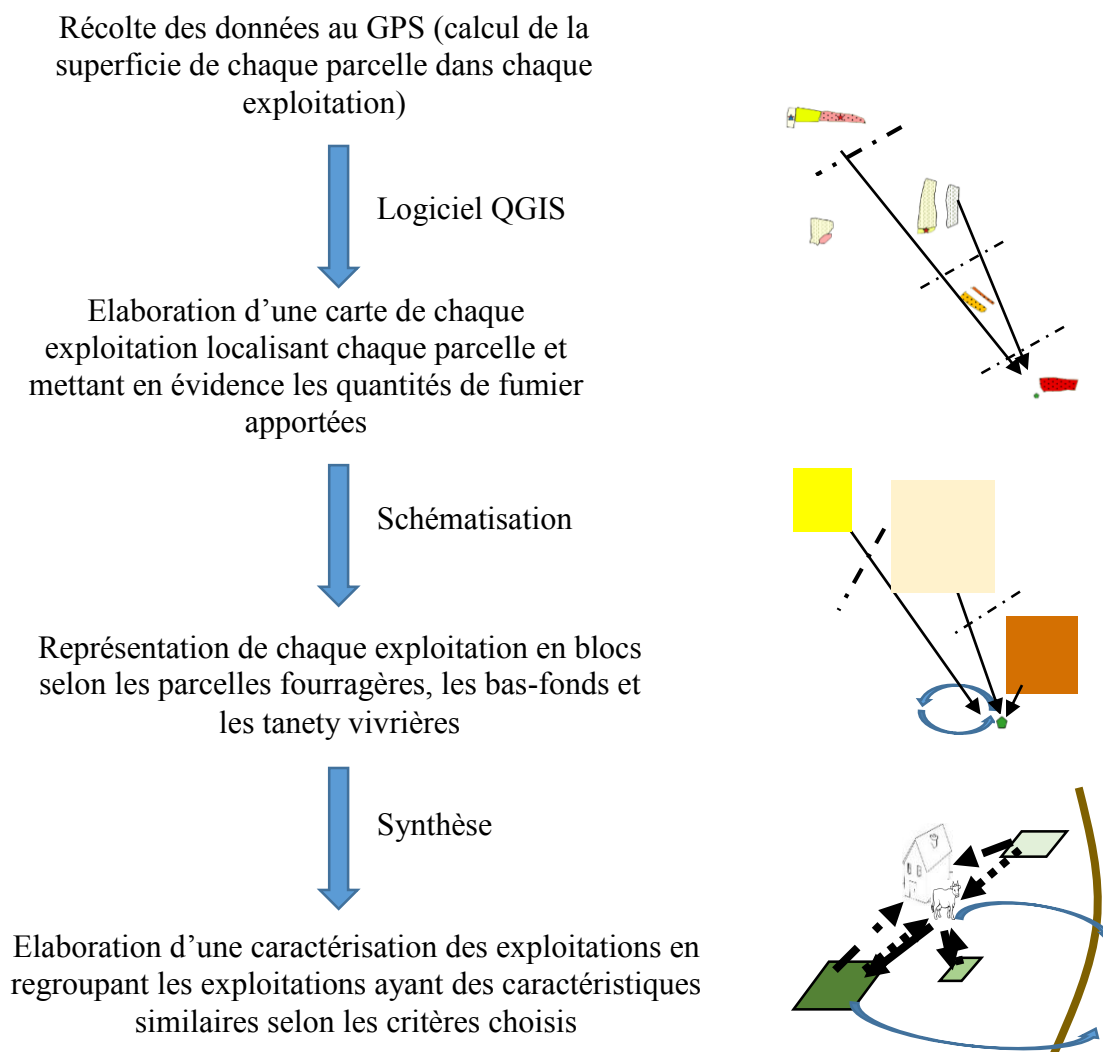 Récolte des données au GPS (calcul de la
superficie de chaque parcelle dans chaque
exploitation)
Logiciel QGIS
Elaboration d’une carte de chaque
exploitation localisant chaque parcelle et
mettant en évidence les quantités de fumier
apportées
Schématisation
Représentation de chaque exploitation en blocs
selon les parcelles fourragères, les bas-fonds et
les tanety vivrières
Synthèse
Elaboration d’une caractérisation des exploitations en
regroupant les exploitations ayant des caractéristiques
similaires selon les critères choisis